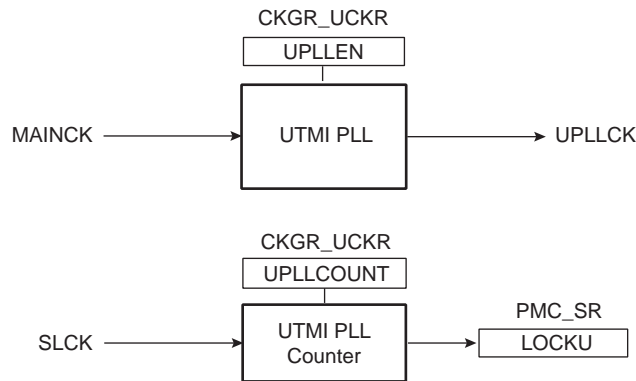 CKGR_UCKR
UPLLEN
MAINCK
UTMI PLL
UPLLCK
CKGR_UCKR
UPLLCOUNT
PMC_SR
SLCK
UTMI PLL
Counter
LOCKU